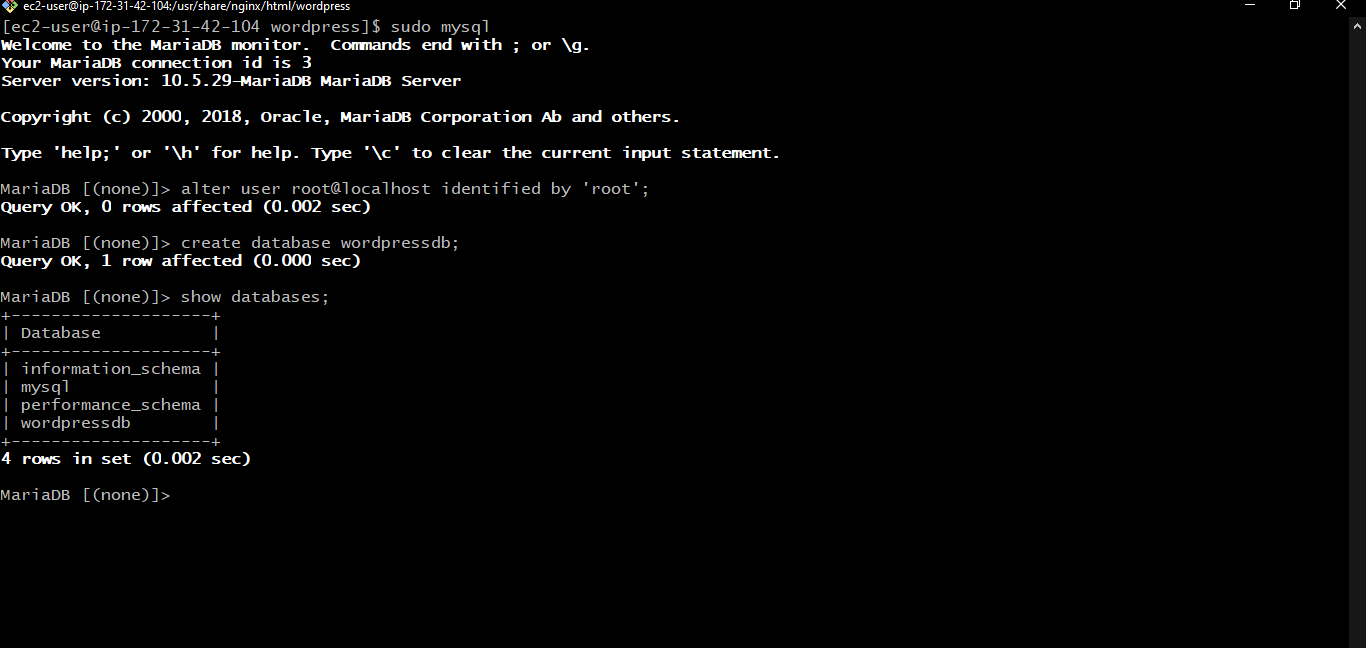 ec2-user@ip-172-31-42-104:/usr/share/nginx/html/wordpress
[ec2-user@ip-172-31-42-104 wordpress]$ sudo mysql
Welcome to the MariaDB monitor.  Commands end with ; or \g.
Your MariaDB connection id is 3
Server version: 10.5.29-MariaDB MariaDB Server
Copyright (c) 2000, 2018, Oracle, MariaDB Corporation Ab and others.
Type 'help;' or '\h' for help. Type '\c' to clear the current input statement.
MariaDB [(none)]> alter user root@localhost identified by 'root';
Query OK, 0 rows affected (0.002 sec)
MariaDB [(none)]> create database wordpressdb;
Query OK, 1 row affected (0.000 sec)
MariaDB [(none)]> show databases;
+--------------------+
| Database           |
+--------------------+
| information_schema |
| mysql              |
| performance_schema |
| wordpressdb        |
+--------------------+
4 rows in set (0.002 sec)
MariaDB [(none)]>